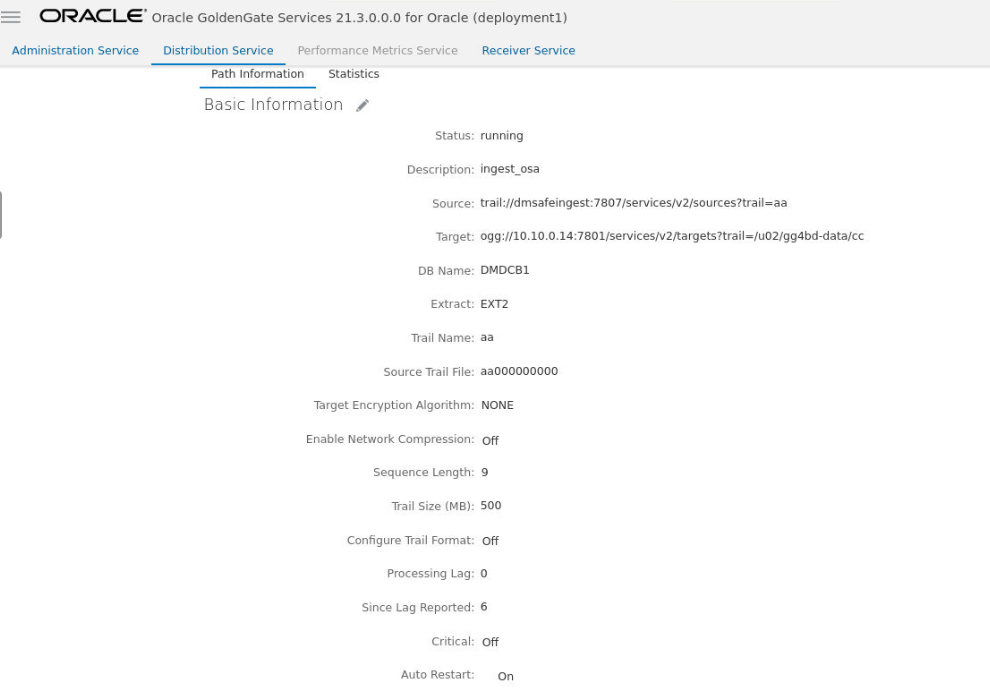 ORACLE® Oracle GoldenGate Services 21.3.0.0.0 for Oracle (deployment1)
Administration Service Distribution Service Performance Metrics Service Receiver Service
Path Information Statistics
Basic Information
Status: running
Description: ingest_osa
Source: trail://dmsafeingest:7807/services/v2/sources?trail=aa
Target: ogg://10.10.0.14:7801/services/v2/targets?trail=/u02/gg4bd-data/cc
DB Name: DMDCB1
Extract: EXT2
Trail Name: aa
Source Trail File: aa000000000
Target Encryption Algorithm: NONE
Enable Network Compression: Off
Sequence Length: 9
Trail Size (MB): 500
Configure Trail Format: Off
Processing Lag: 0
Since Lag Reported: 6
Critical: Off
Auto Restart: On